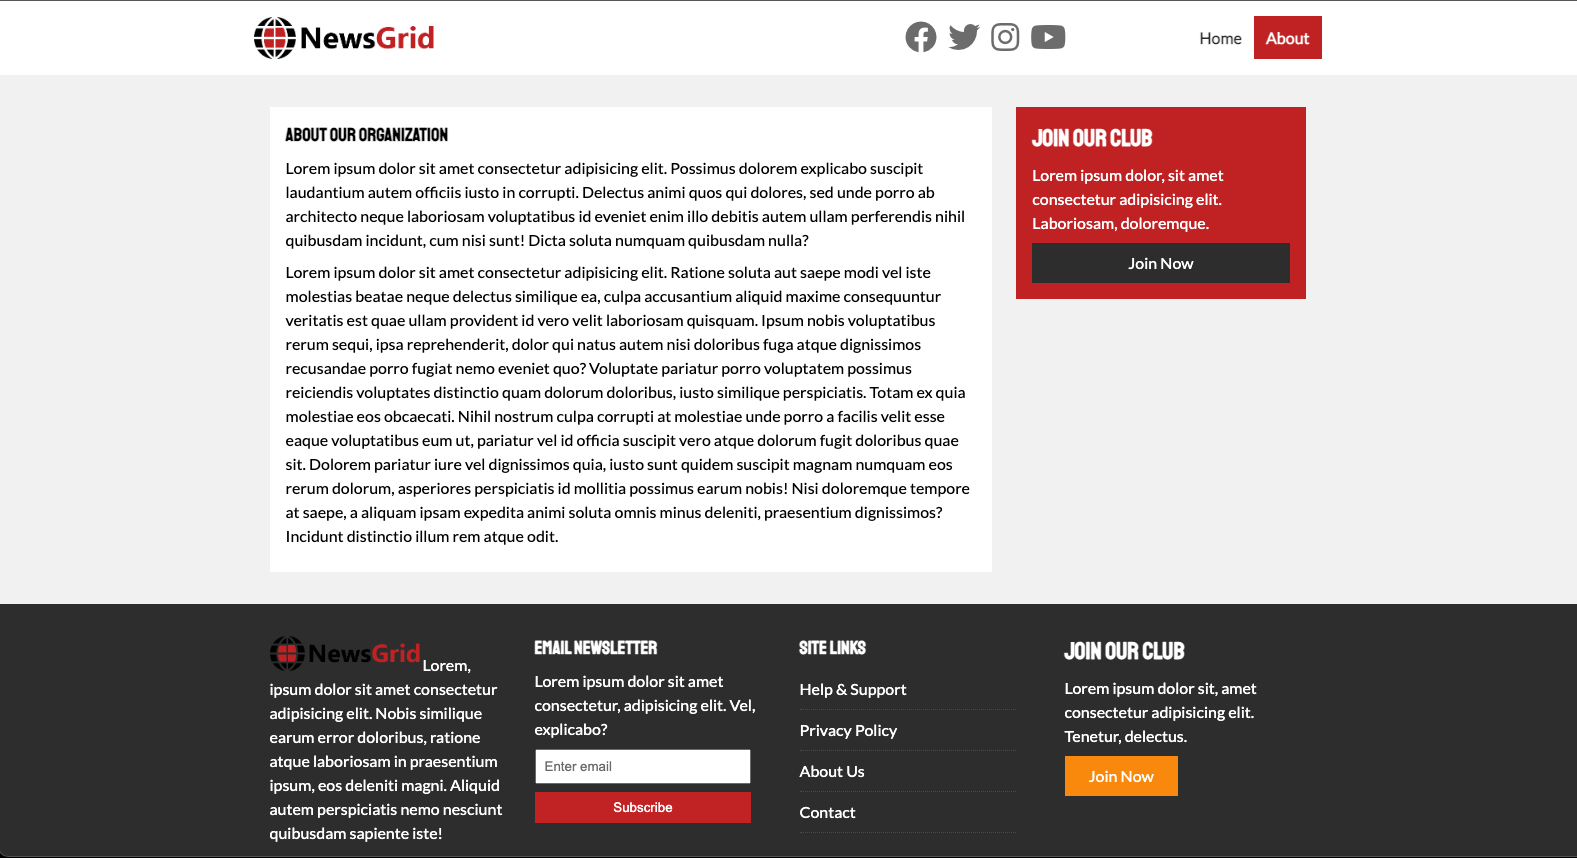 NewsGrid
Home
About
ABOUT OUR ORGANIZATION
Lorem ipsum dolor sit amet consectetur adipisicing elit. Possimus dolorem explicabo suscipit
laudantium autem officiis iusto in corrupti. Delectus animi quos qui dolores, sed unde porro ab
architecto neque laboriosam voluptatibus id eveniet enim illo debitis autem ullam perferendis nihil
quibusdam incidunt, cum nisi sunt! Dicta soluta numquam quibusdam nulla?
Lorem ipsum dolor sit amet consectetur adipisicing elit. Ratione soluta aut saepe modi vel iste
molestias beatae neque delectus similique ea, culpa accusantium aliquid maxime consequuntur
veritatis est quae ullam provident id vero velit laboriosam quisquam. Ipsum nobis voluptatibus
rerum sequi, ipsa reprehenderit, dolor qui natus autem nisi doloribus fuga atque dignissimos
recusandae porro fugiat nemo eveniet quo? Voluptate pariatur porro voluptatem possimus
reiciendis voluptates distinctio quam dolorum doloribus, iusto similique perspiciatis. Totam ex quia
molestiae eos obcaecati. Nihil nostrum culpa corrupti at molestiae unde porro a facilis velit esse
eaque voluptatibus eum ut, pariatur vel id officia suscipit vero atque dolorum fugit doloribus quae
sit. Dolorem pariatur iure vel dignissimos quia, iusto sunt quidem suscipit magnam numquam eos
rerum dolorum, asperiores perspiciatis id mollitia possimus earum nobis! Nisi doloremque tempore
at saepe, a aliquam ipsam expedita animi soluta omnis minus deleniti, praesentium dignissimos?
Incidunt distinctio illum rem atque odit.
JOIN OUR CLUB
Lorem ipsum dolor, sit amet
consectetur adipisicing elit.
Laboriosam, doloremque.
Join Now
NewsGrid Lorem,
ipsum dolor sit amet consectetur
adipisicing elit. Nobis similique
earum error doloribus, ratione
atque laboriosam in praesentium
ipsum, eos deleniti magni. Aliquid
autem perspiciatis nemo nesciunt
quibusdam sapiente iste!
EMAIL NEWSLETTER
Lorem ipsum dolor sit amet
consectetur, adipisicing elit. Vel,
explicabo?
Enter email
Subscribe
SITE LINKS
Help & Support
Privacy Policy
About Us
Contact
JOIN OUR CLUB
Lorem ipsum dolor sit, amet
consectetur adipisicing elit.
Tenetur, delectus.
Join Now